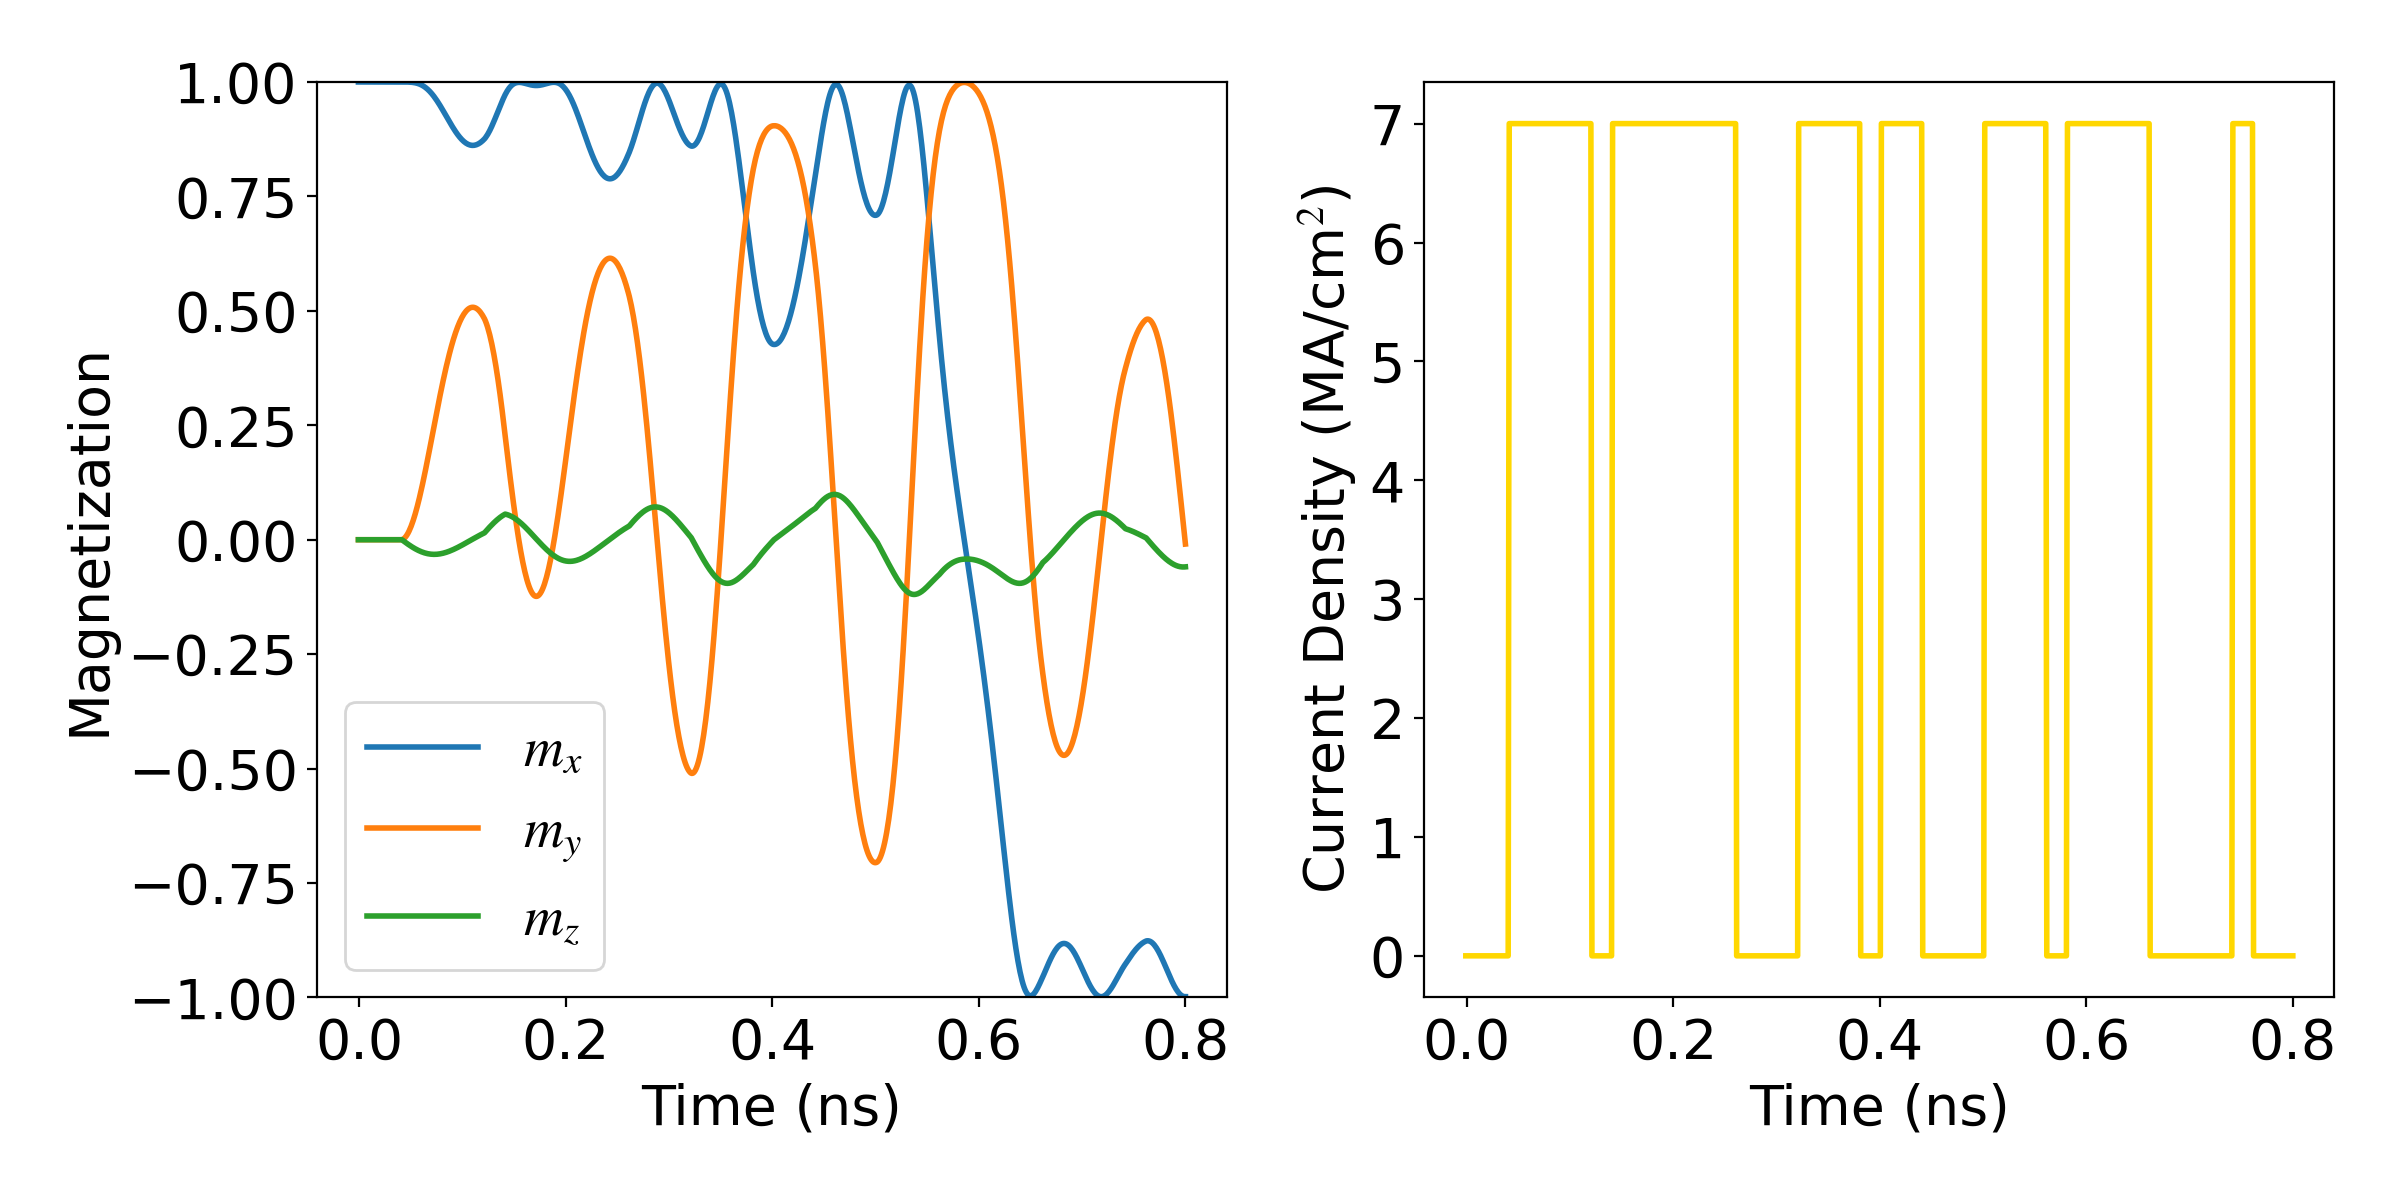 1.00
0.75
0.50
0.25
0.00
−0.25
−0.50
−0.75
−1.00
Magnetization
m_x
m_y
m_z
0.0 0.2 0.4 0.6 0.8
Time (ns)
7
6
5
4
3
2
1
0
Current Density (MA/cm²)
0.0 0.2 0.4 0.6 0.8
Time (ns)